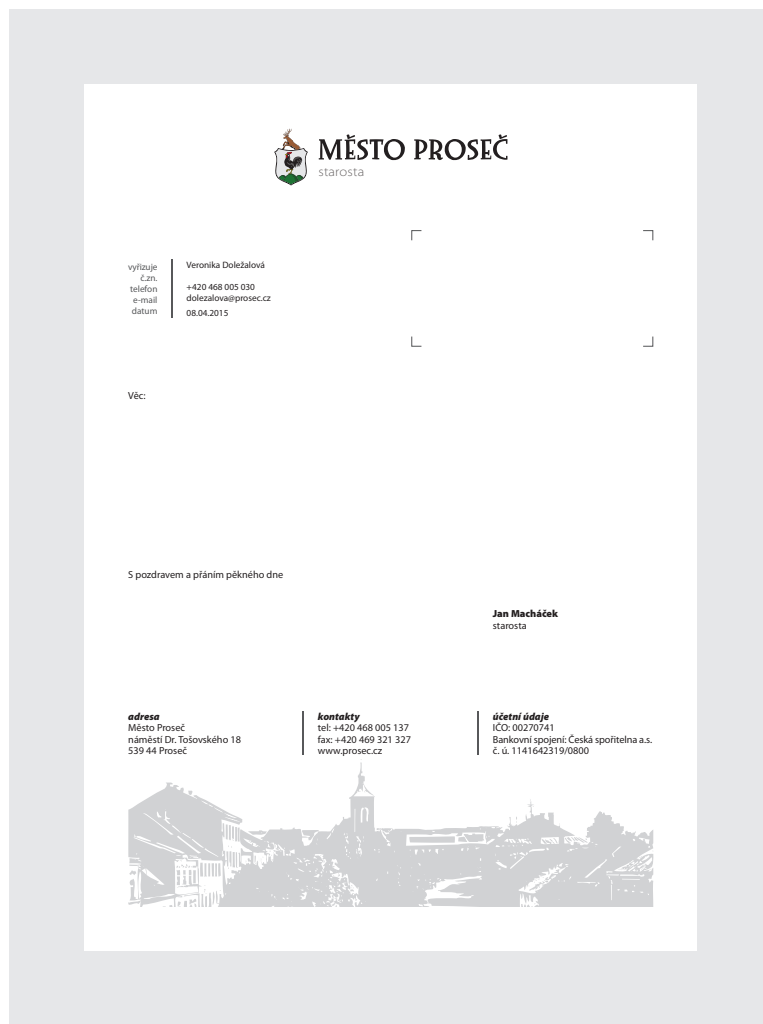 MĚSTO PROSEČ
starosta
vyřizuje Veronika Doležalová
č.zn.
telefon +420 468 005 030
e-mail dolezalova@prosec.cz
datum 08.04.2015
Věc:
S pozdravem a přáním pěkného dne
Jan Macháček
starosta
adresa
Město Proseč
náměstí Dr. Tošovského 18
539 44 Proseč
kontakty
tel: +420 468 005 137
fax: +420 469 321 327
www.prosec.cz
účetní údaje
IČO: 00270741
Bankovní spojení: Česká spořitelna a.s.
č. ú. 1141642319/0800